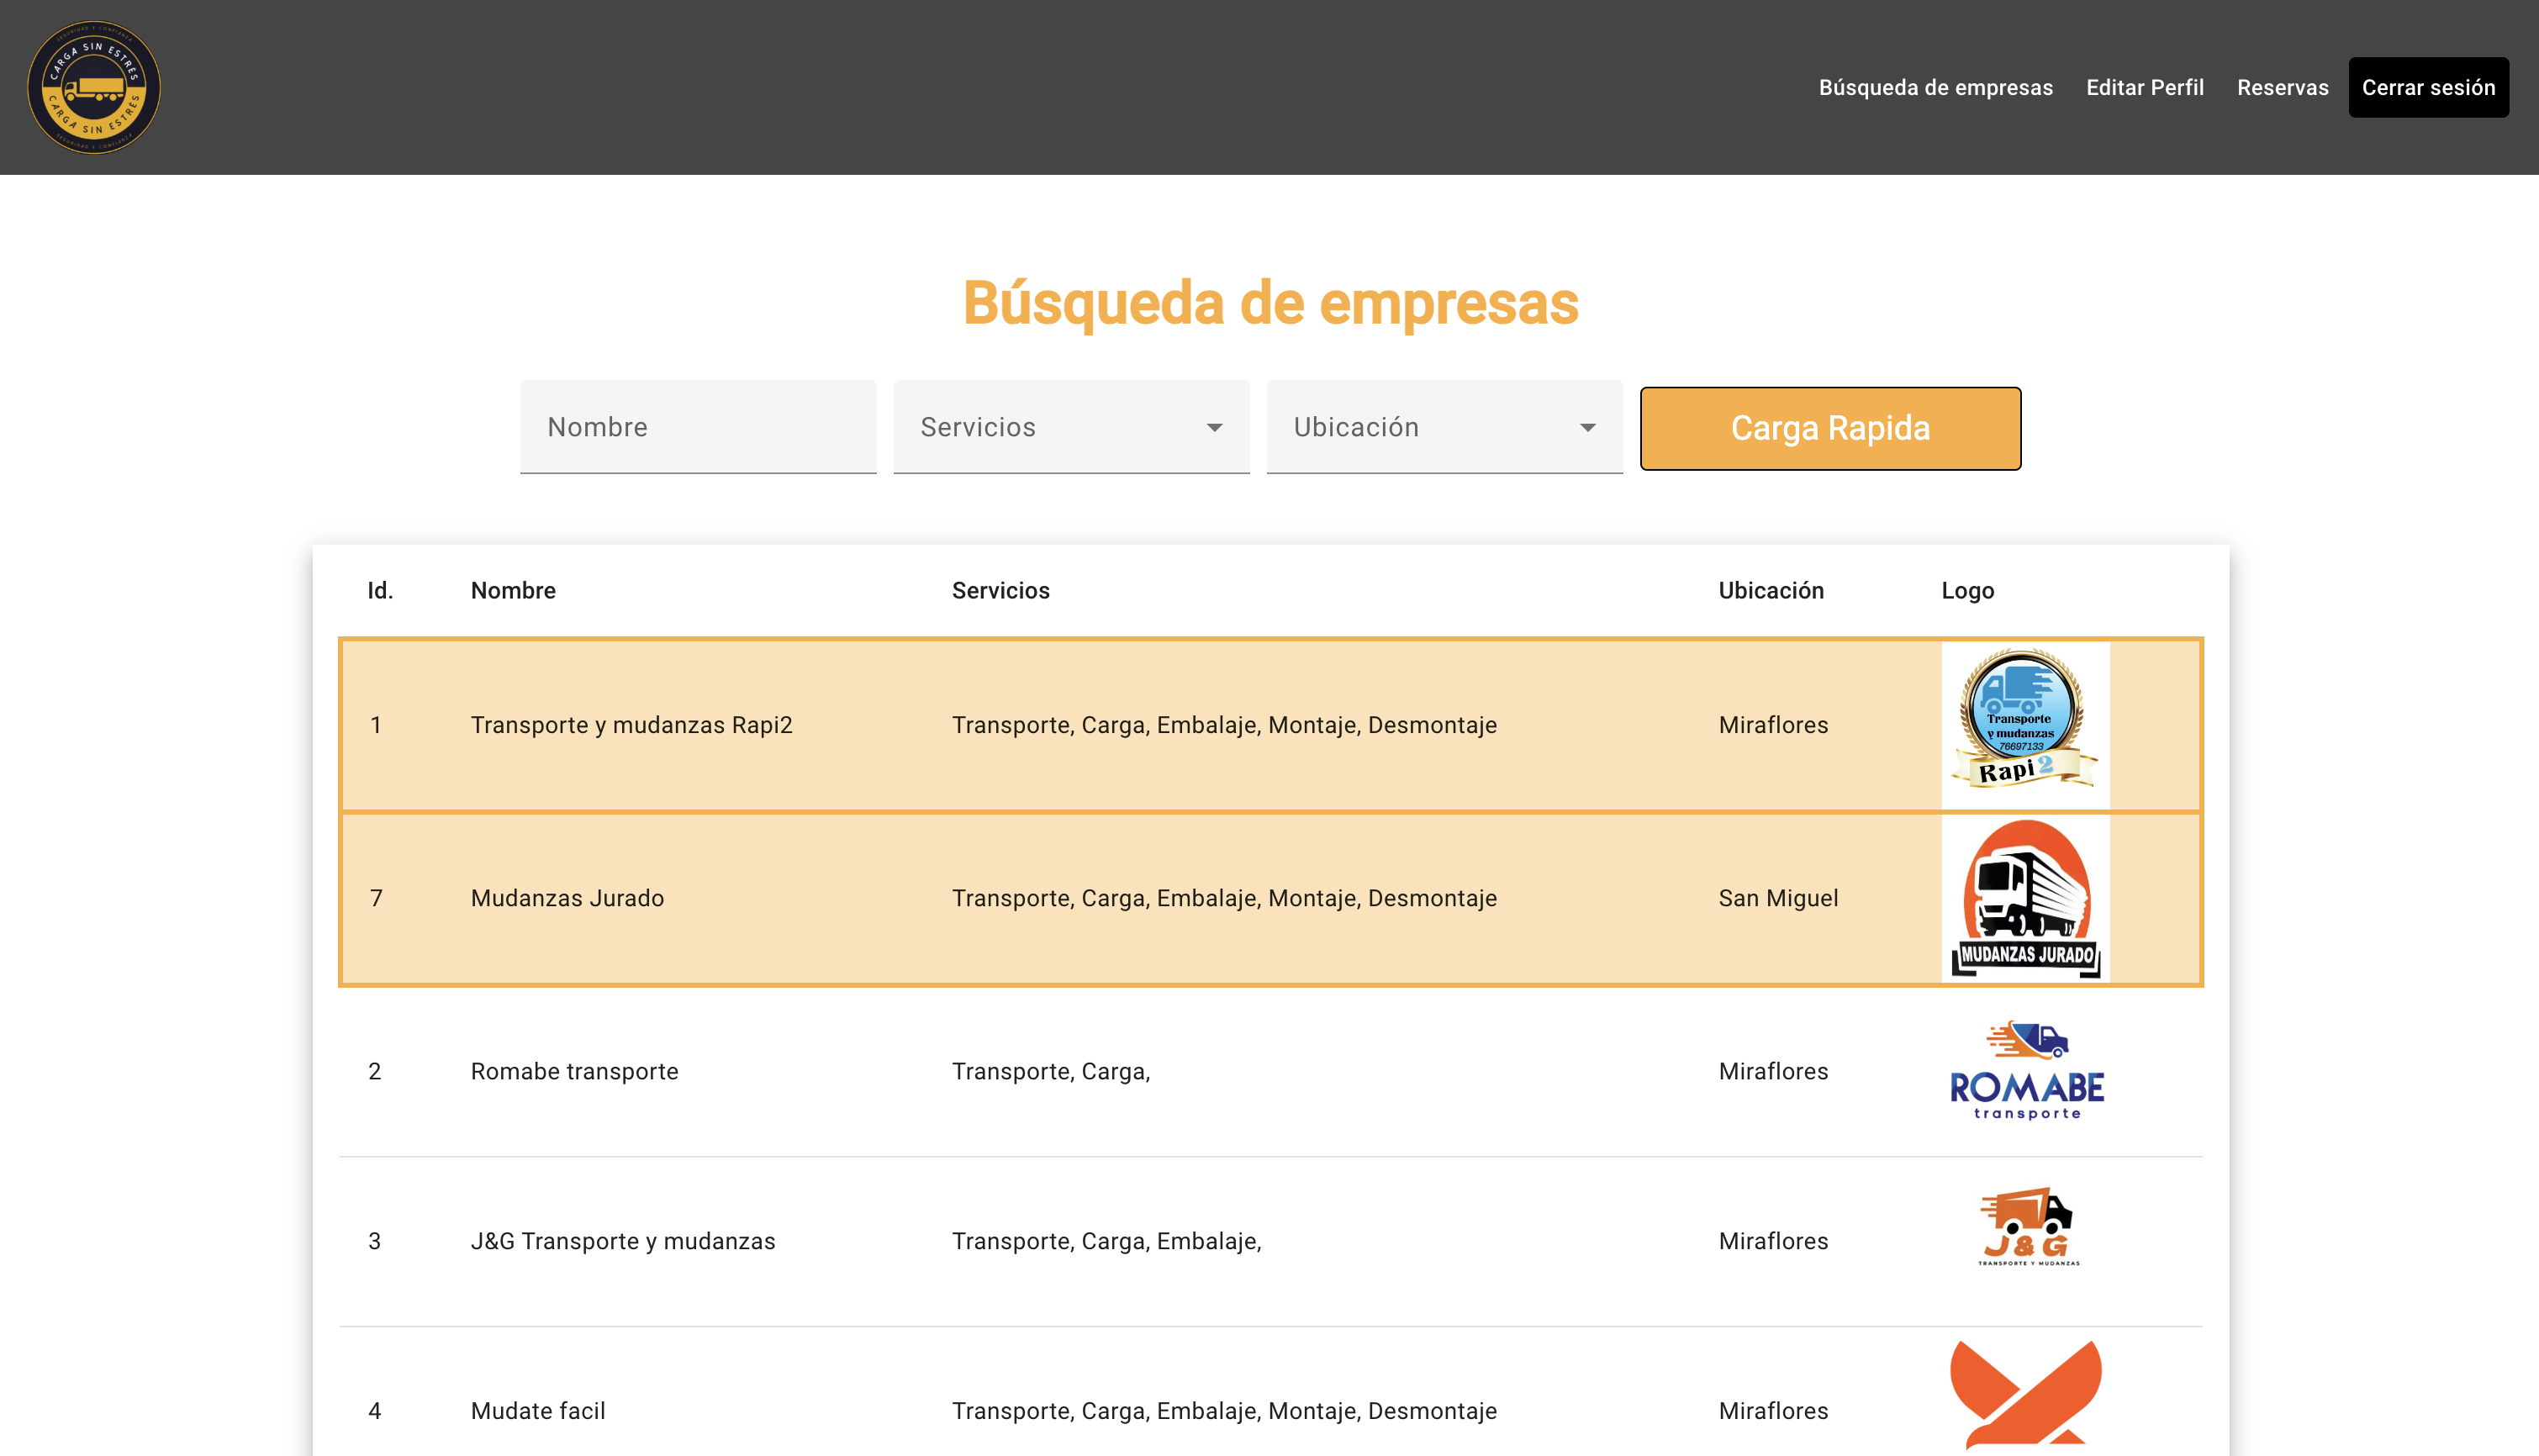 SEGURIDAD Y CONFIANZA
CARGA SIN ESTRÉS
CARGA SIN ESTRÉS
SEGURIDAD Y CONFIANZA
Búsqueda de empresas Editar Perfil Reservas Cerrar sesión
Búsqueda de empresas
Nombre Servicios Ubicación Carga Rapida
Id. Nombre Servicios Ubicación Logo
1 Transporte y mudanzas Rapi2 Transporte, Carga, Embalaje, Montaje, Desmontaje Miraflores
Transporte
y mudanzas
76697133
Rapi 2
7 Mudanzas Jurado Transporte, Carga, Embalaje, Montaje, Desmontaje San Miguel
MUDANZAS JURADO
2 Romabe transporte Transporte, Carga, Miraflores
ROMABE
transporte
3 J&G Transporte y mudanzas Transporte, Carga, Embalaje, Miraflores
J&G
TRANSPORTE Y MUDANZAS
4 Mudate facil Transporte, Carga, Embalaje, Montaje, Desmontaje Miraflores